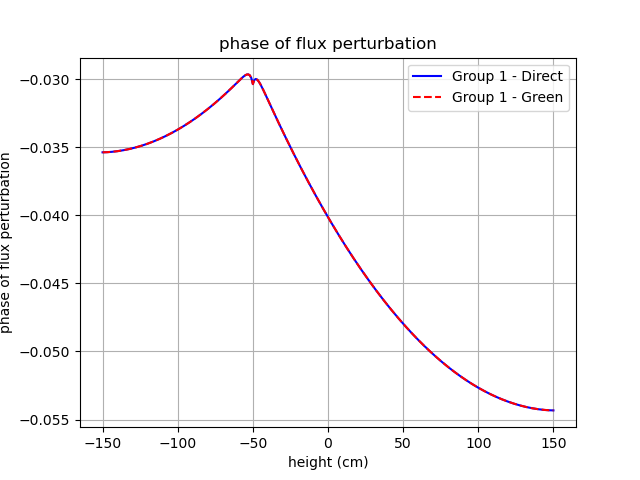 phase of flux perturbation
Group 1 - Direct
Group 1 - Green
phase of flux perturbation
−0.030
−0.035
−0.040
−0.045
−0.050
−0.055
−150
−100
−50
0
50
100
150
height (cm)